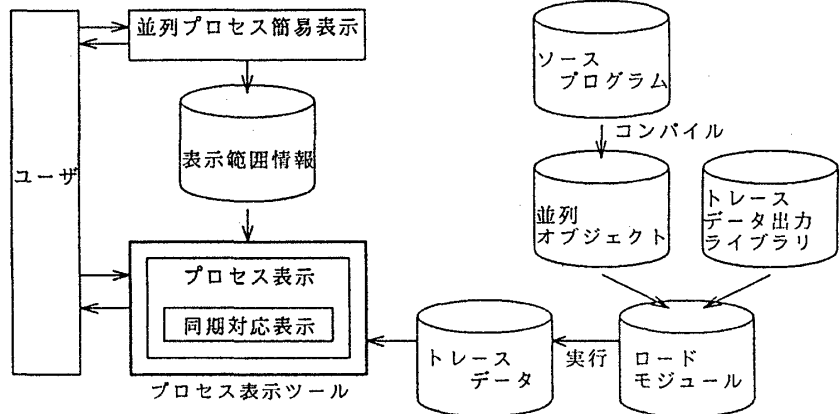 並列プロセス簡易表示
ソース
プログラム
コンパイル
表示範囲情報
ユーザ
並列
オブジェクト
トレース
データ出力
ライブラリ
プロセス表示
同期対応表示
プロセス表示ツール
トレース
データ
実行
ロード
モジュール